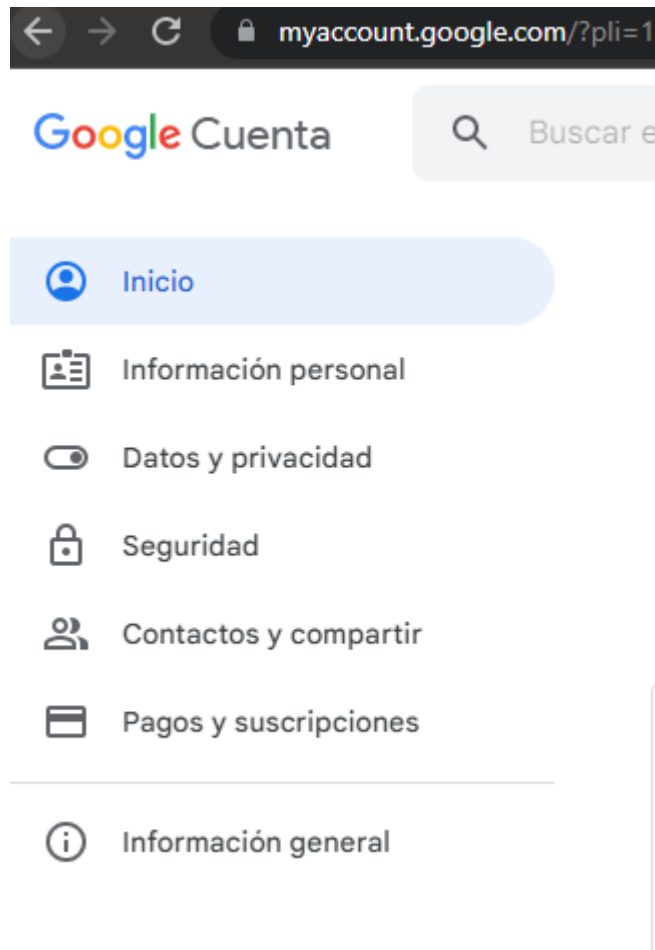 myaccount.google.com/?pli=1
Google Cuenta
Buscar e
Inicio
Información personal
Datos y privacidad
Seguridad
Contactos y compartir
Pagos y suscripciones
Información general